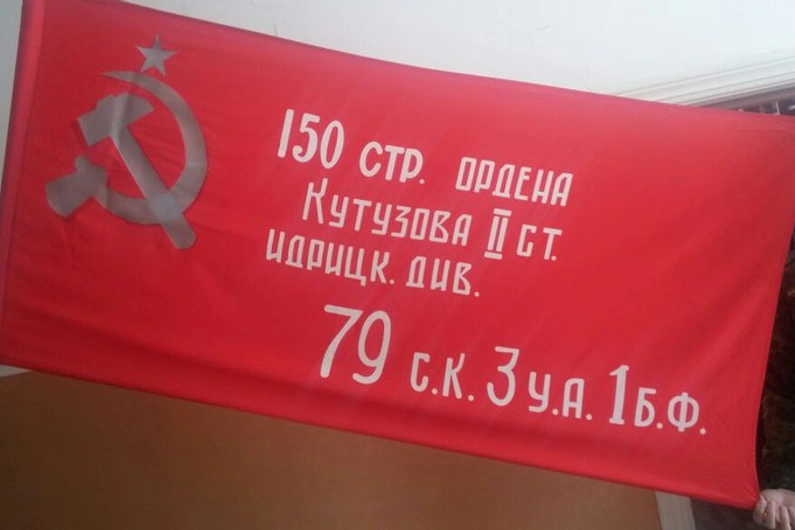 150 СТР. ОРДЕНА
КУТУЗОВА II СТ.
ИДРИЦК. ДИВ.
79 С.К. 3 У.А. 1 Б.Ф.